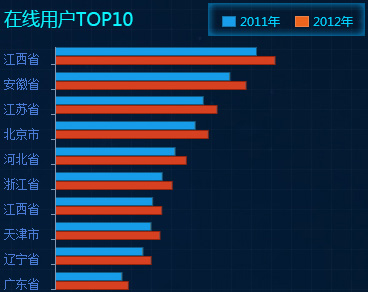 在线用户TOP10
2011年 2012年
江西省
安徽省
江苏省
北京市
河北省
浙江省
江西省
天津市
辽宁省
广东省